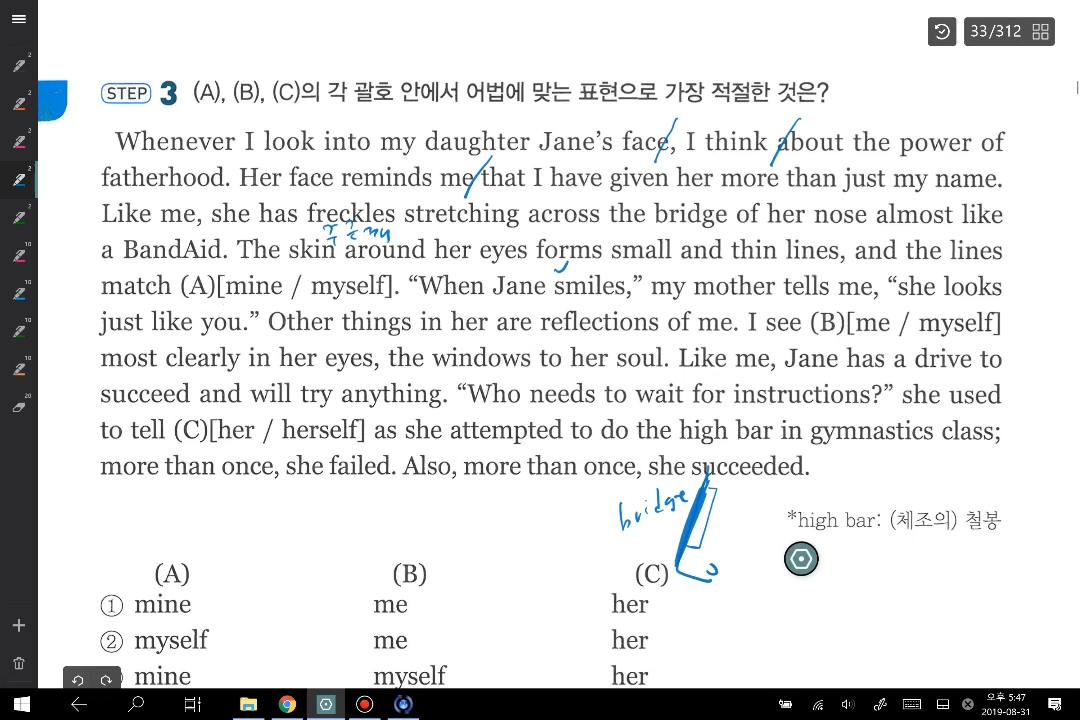 33/312
STEP 3 (A), (B), (C)의 각 괄호 안에서 어법에 맞는 표현으로 가장 적절한 것은?
Whenever I look into my daughter Jane's face, I think about the power of
fatherhood. Her face reminds me that I have given her more than just my name.
Like me, she has freckles stretching across the bridge of her nose almost like
a BandAid. The skin around her eyes forms small and thin lines, and the lines
match (A)[mine / myself]. “When Jane smiles,” my mother tells me, “she looks
just like you.” Other things in her are reflections of me. I see (B)[me / myself]
most clearly in her eyes, the windows to her soul. Like me, Jane has a drive to
succeed and will try anything. “Who needs to wait for instructions?” she used
to tell (C)[her / herself] as she attempted to do the high bar in gymnastics class;
more than once, she failed. Also, more than once, she succeeded.
bridge
*high bar: (체조의) 철봉
(A) (B) (C)
① mine me her
② myself me her
mine myself her
오후 5:47
2019-08-31